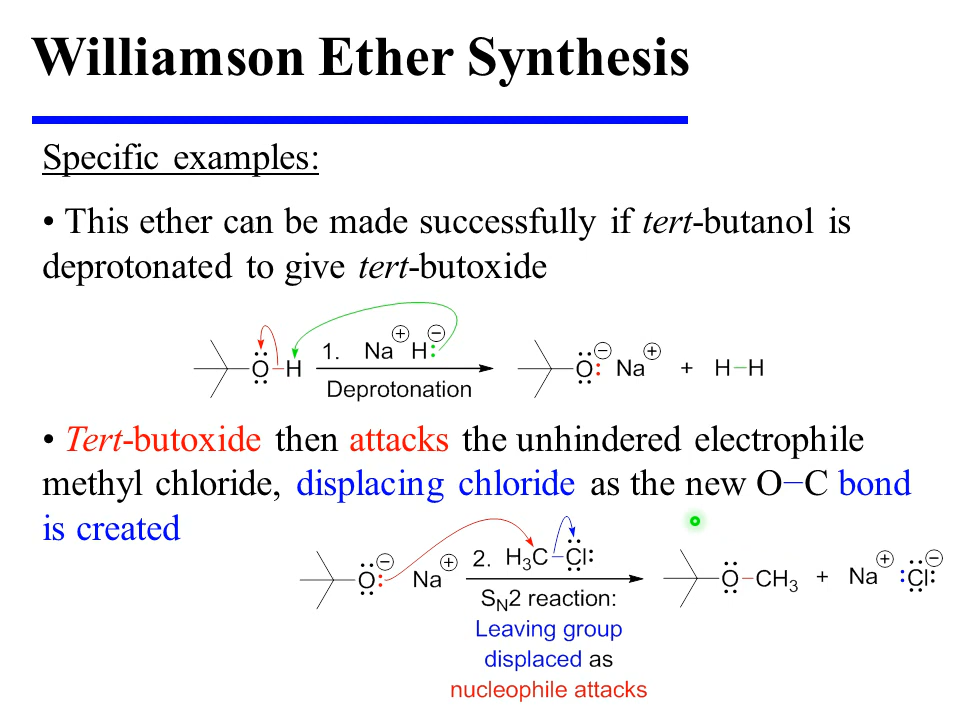 Williamson Ether Synthesis
Specific examples:
• This ether can be made successfully if tert-butanol is
deprotonated to give tert-butoxide
O H 1. Na + H − O − Na + + H H
Deprotonation
• Tert-butoxide then attacks the unhindered electrophile
methyl chloride, displacing chloride as the new O−C bond
is created
O − Na + 2. H3C Cl O CH3 + Na + Cl −
SN2 reaction:
Leaving group
displaced as
nucleophile attacks